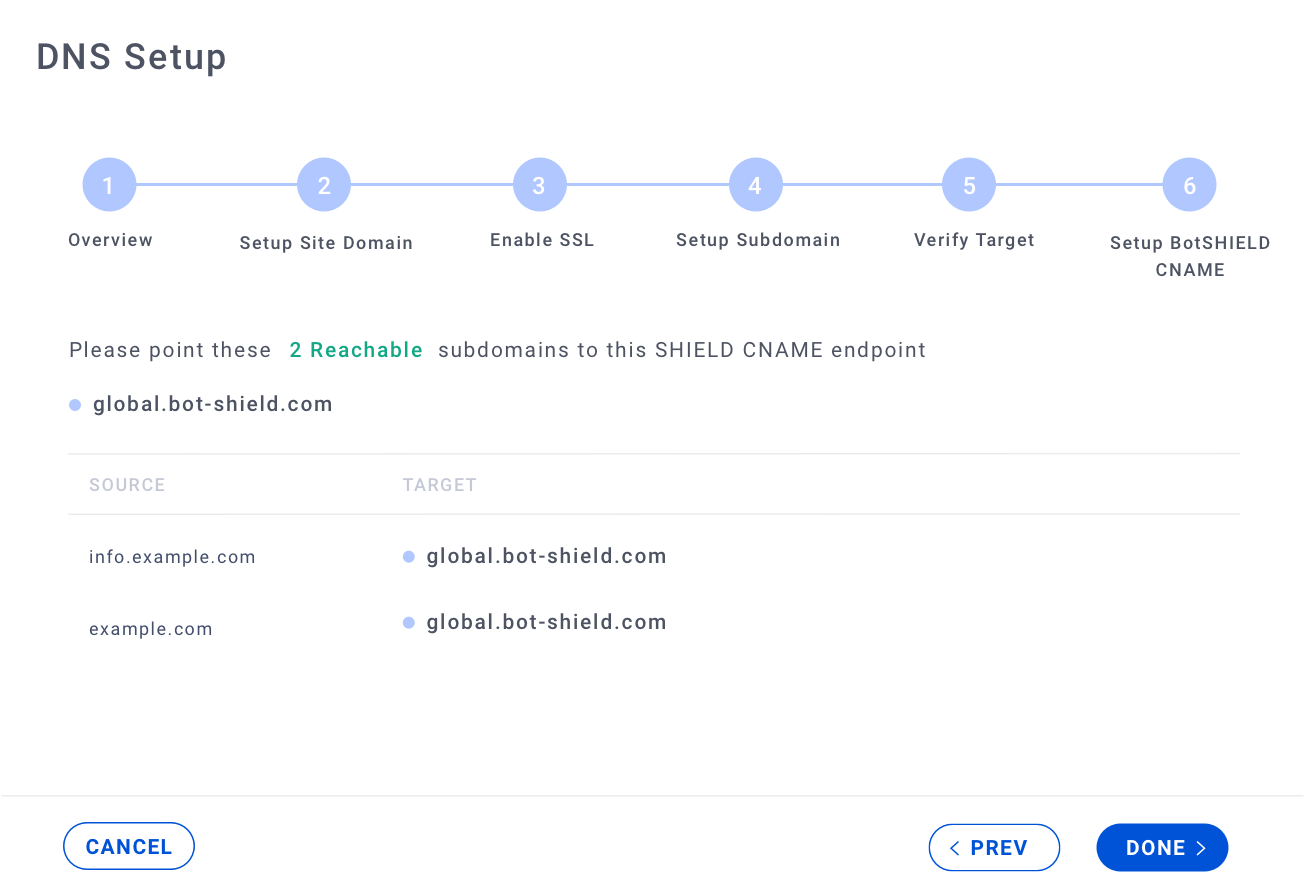 DNS Setup
1 2 3 4 5 6
Overview Setup Site Domain Enable SSL Setup Subdomain Verify Target Setup BotSHIELD
CNAME
Please point these 2 Reachable subdomains to this SHIELD CNAME endpoint
global.bot-shield.com
SOURCE TARGET
info.example.com global.bot-shield.com
example.com global.bot-shield.com
CANCEL < PREV DONE >